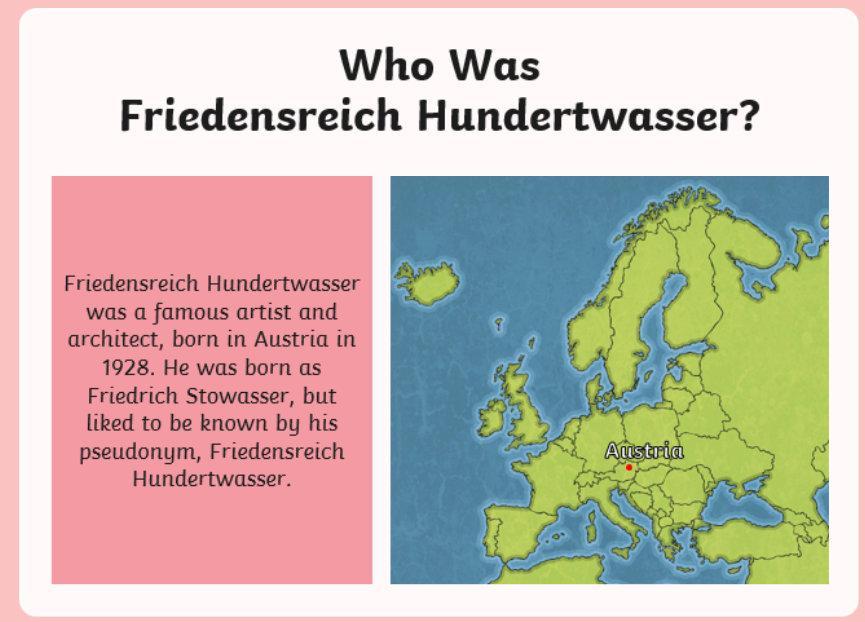 Who Was
Friedensreich Hundertwasser?
Friedensreich Hundertwasser
was a famous artist and
architect, born in Austria in
1928. He was born as
Friedrich Stowasser, but
liked to be known by his
pseudonym, Friedensreich
Hundertwasser.
Austria